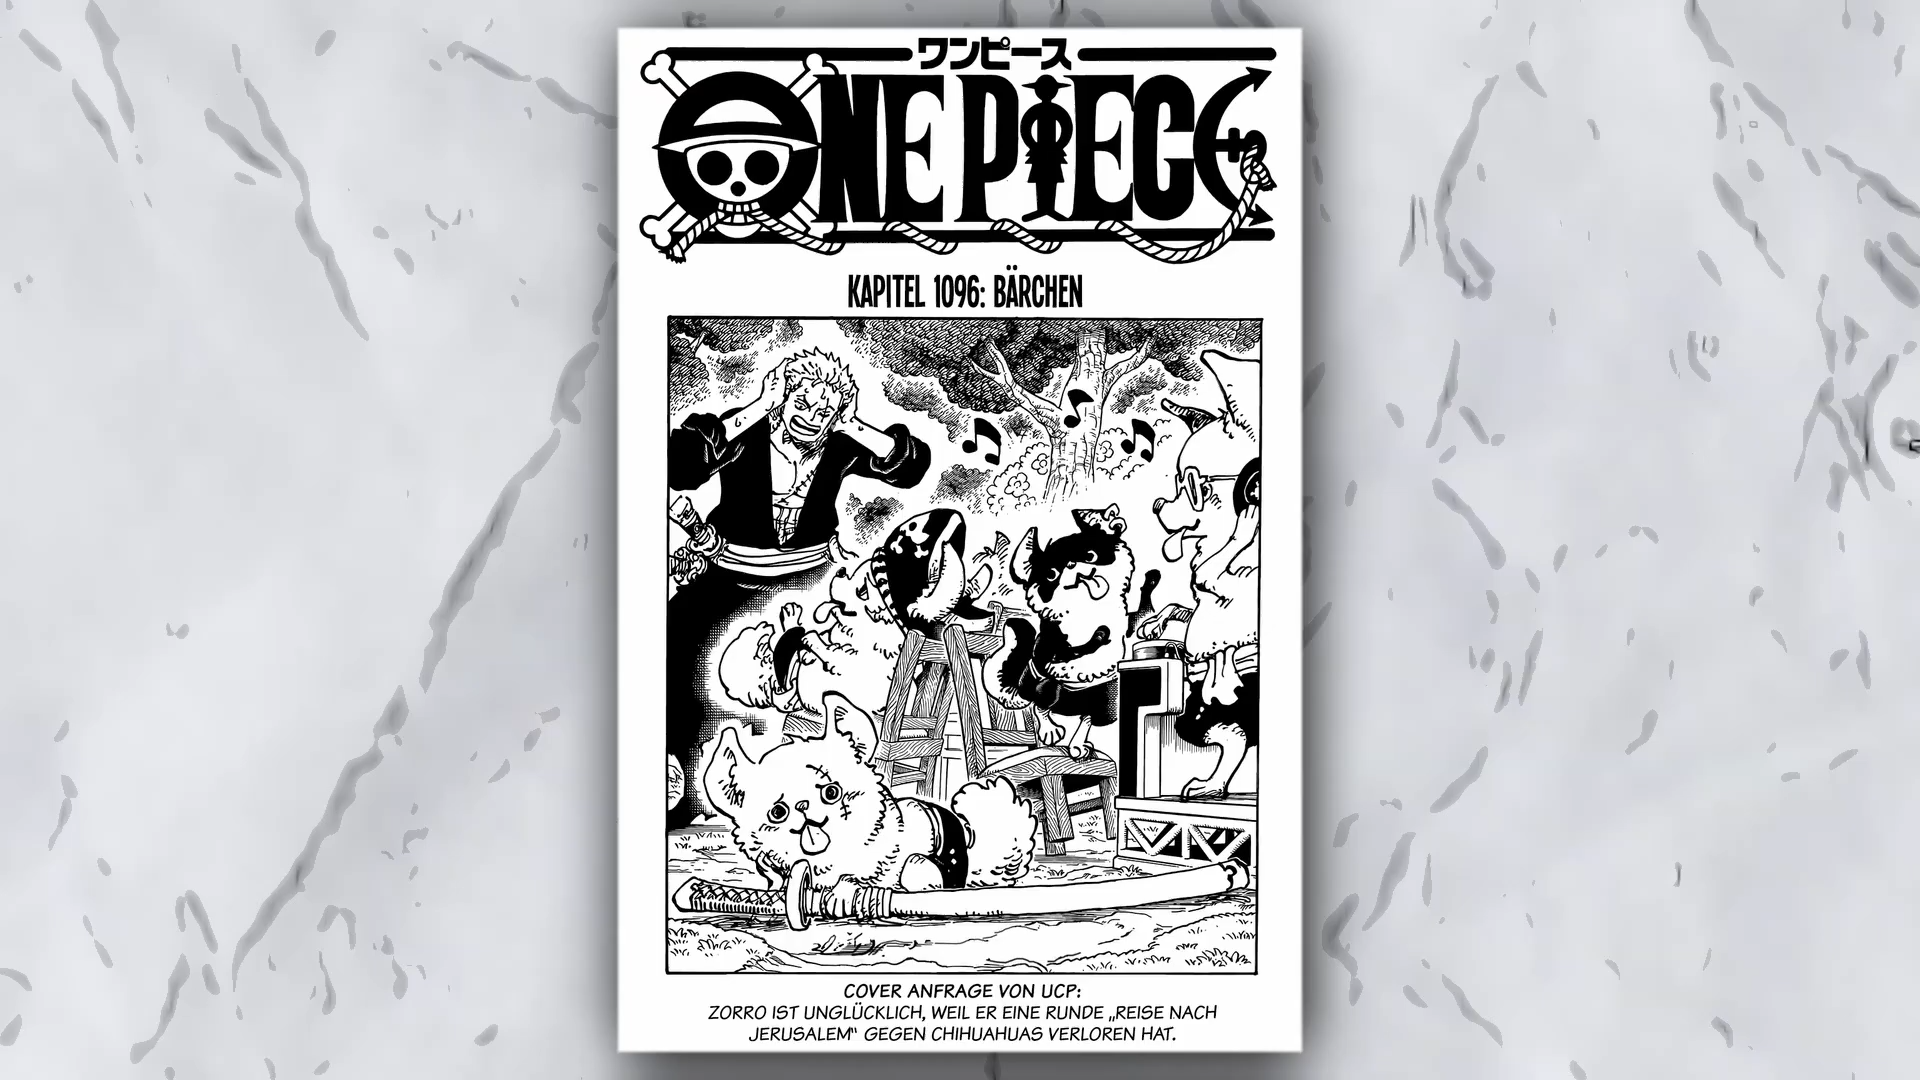 ワンピース
ONE PIECE
KAPITEL 1096: BÄRCHEN
COVER ANFRAGE VON UCP:
ZORRO IST UNGLÜCKLICH, WEIL ER EINE RUNDE „REISE NACH
JERUSALEM" GEGEN CHIHUAHUAS VERLOREN HAT.